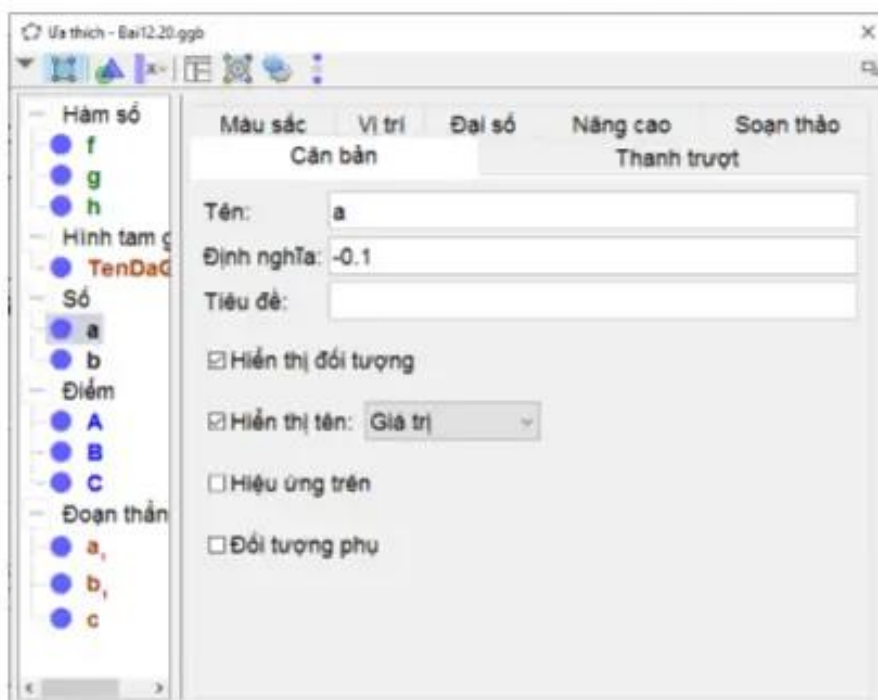 Ưa thích - Bai12.20.ggb
Hàm số
f
g
h
Hình tam g
TenDaG
Số
a
b
Điểm
A
B
C
Đoạn thẳn
a₁
b₁
c
Màu sắc Vị trí Đại số Nâng cao Soạn thảo
Căn bản Thanh trượt
Tên: a
Định nghĩa: -0.1
Tiêu đề:
Hiển thị đối tượng
Hiển thị tên: Giá trị
Hiệu ứng trên
Đối tượng phụ